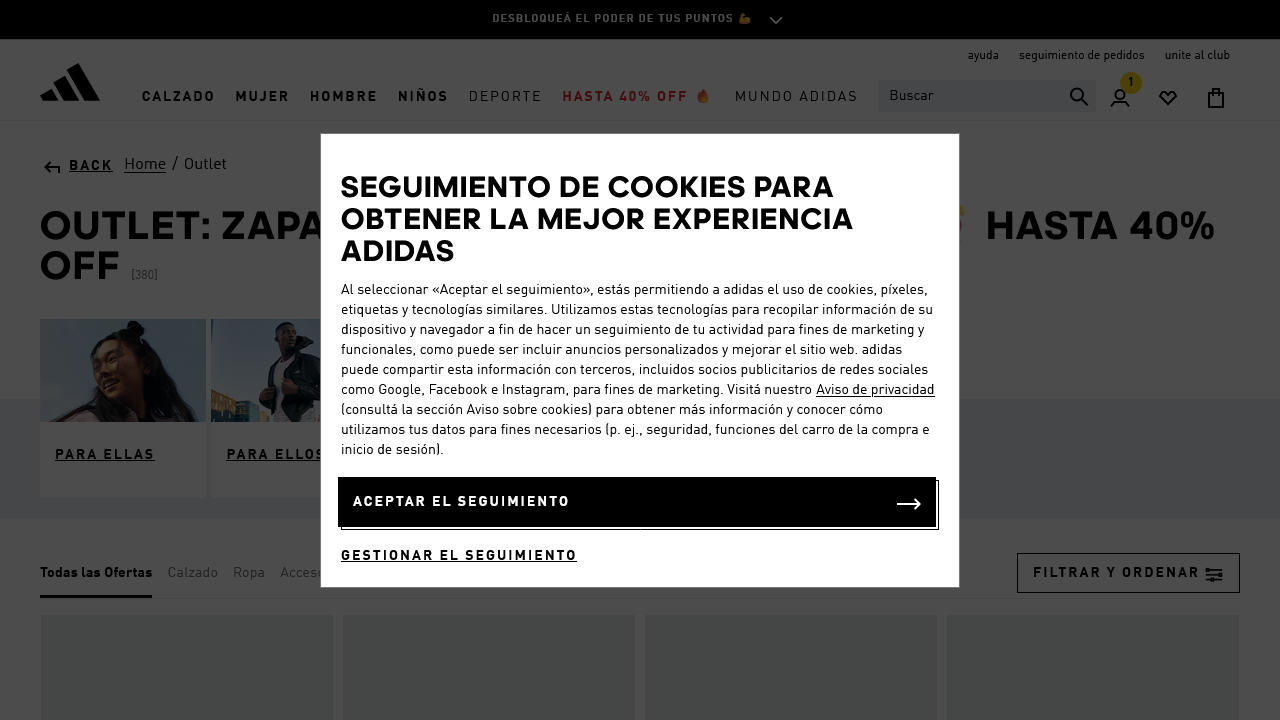 DESBLOQUEÁ EL PODER DE TUS PUNTOS 💪
ayuda seguimiento de pedidos unite al club
CALZADO MUJER HOMBRE NIÑOS DEPORTE HASTA 40% OFF 🔥 MUNDO ADIDAS Buscar 1
BACK Home / Outlet
OUTLET: ZAPA HASTA 40%
OFF [380]
SEGUIMIENTO DE COOKIES PARA
OBTENER LA MEJOR EXPERIENCIA
ADIDAS
Al seleccionar «Aceptar el seguimiento», estás permitiendo a adidas el uso de cookies, píxeles,
etiquetas y tecnologías similares. Utilizamos estas tecnologías para recopilar información de su
dispositivo y navegador a fin de hacer un seguimiento de tu actividad para fines de marketing y
funcionales, como puede ser incluir anuncios personalizados y mejorar el sitio web. adidas
puede compartir esta información con terceros, incluidos socios publicitarios de redes sociales
como Google, Facebook e Instagram, para fines de marketing. Visitá nuestro Aviso de privacidad
(consultá la sección Aviso sobre cookies) para obtener más información y conocer cómo
utilizamos tus datos para fines necesarios (p. ej., seguridad, funciones del carro de la compra e
inicio de sesión).
PARA ELLAS PARA ELLOS
ACEPTAR EL SEGUIMIENTO
GESTIONAR EL SEGUIMIENTO
Todas las Ofertas Calzado Ropa Acceso FILTRAR Y ORDENAR